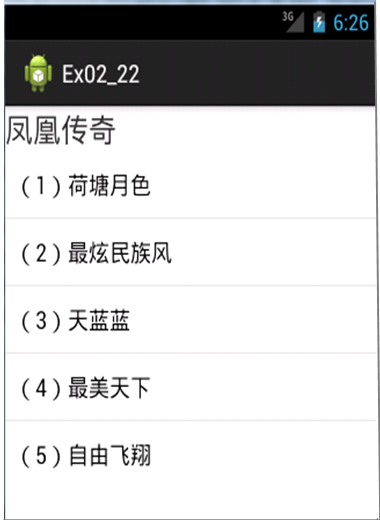 3G 6:26
Ex02_22
凤凰传奇
（1）荷塘月色
（2）最炫民族风
（3）天蓝蓝
（4）最美天下
（5）自由飞翔